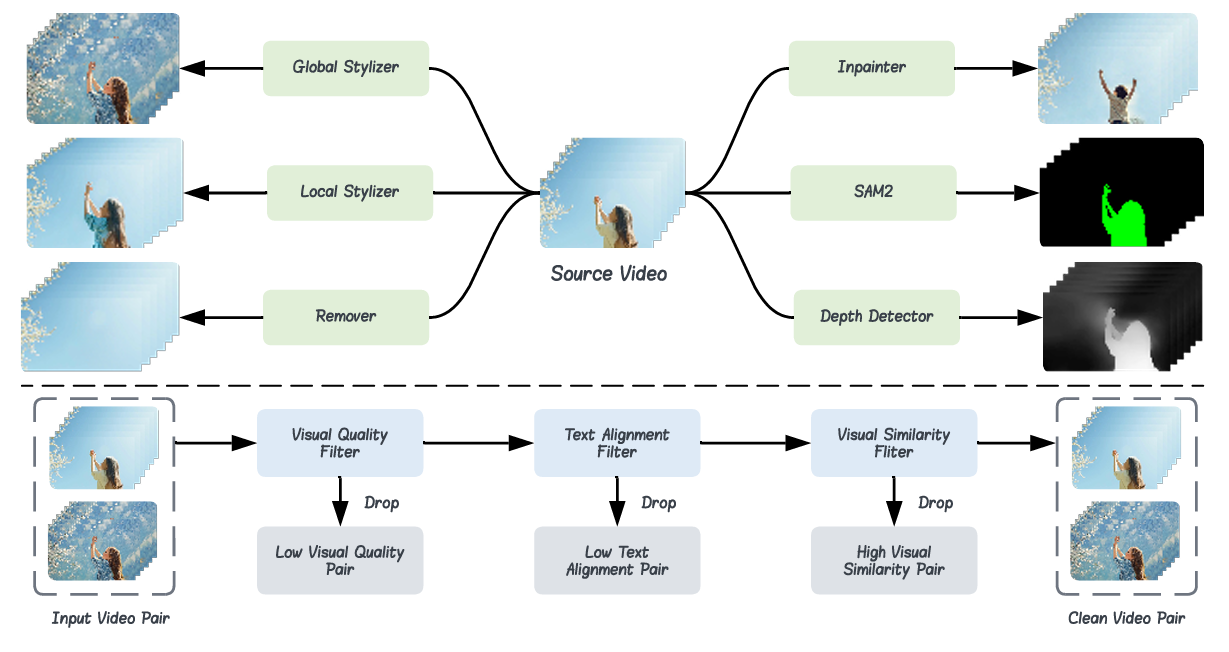 Global Stylizer
Inpainter
Local Stylizer
SAM2
Source Video
Remover
Depth Detector
Visual Quality
Filter
Text Alignment
Filter
Visual Similarity
Fliter
Drop
Drop
Drop
Low Visual Quality
Pair
Low Text
Alignment Pair
High Visual
Similarity Pair
Input Video Pair
Clean Video Pair